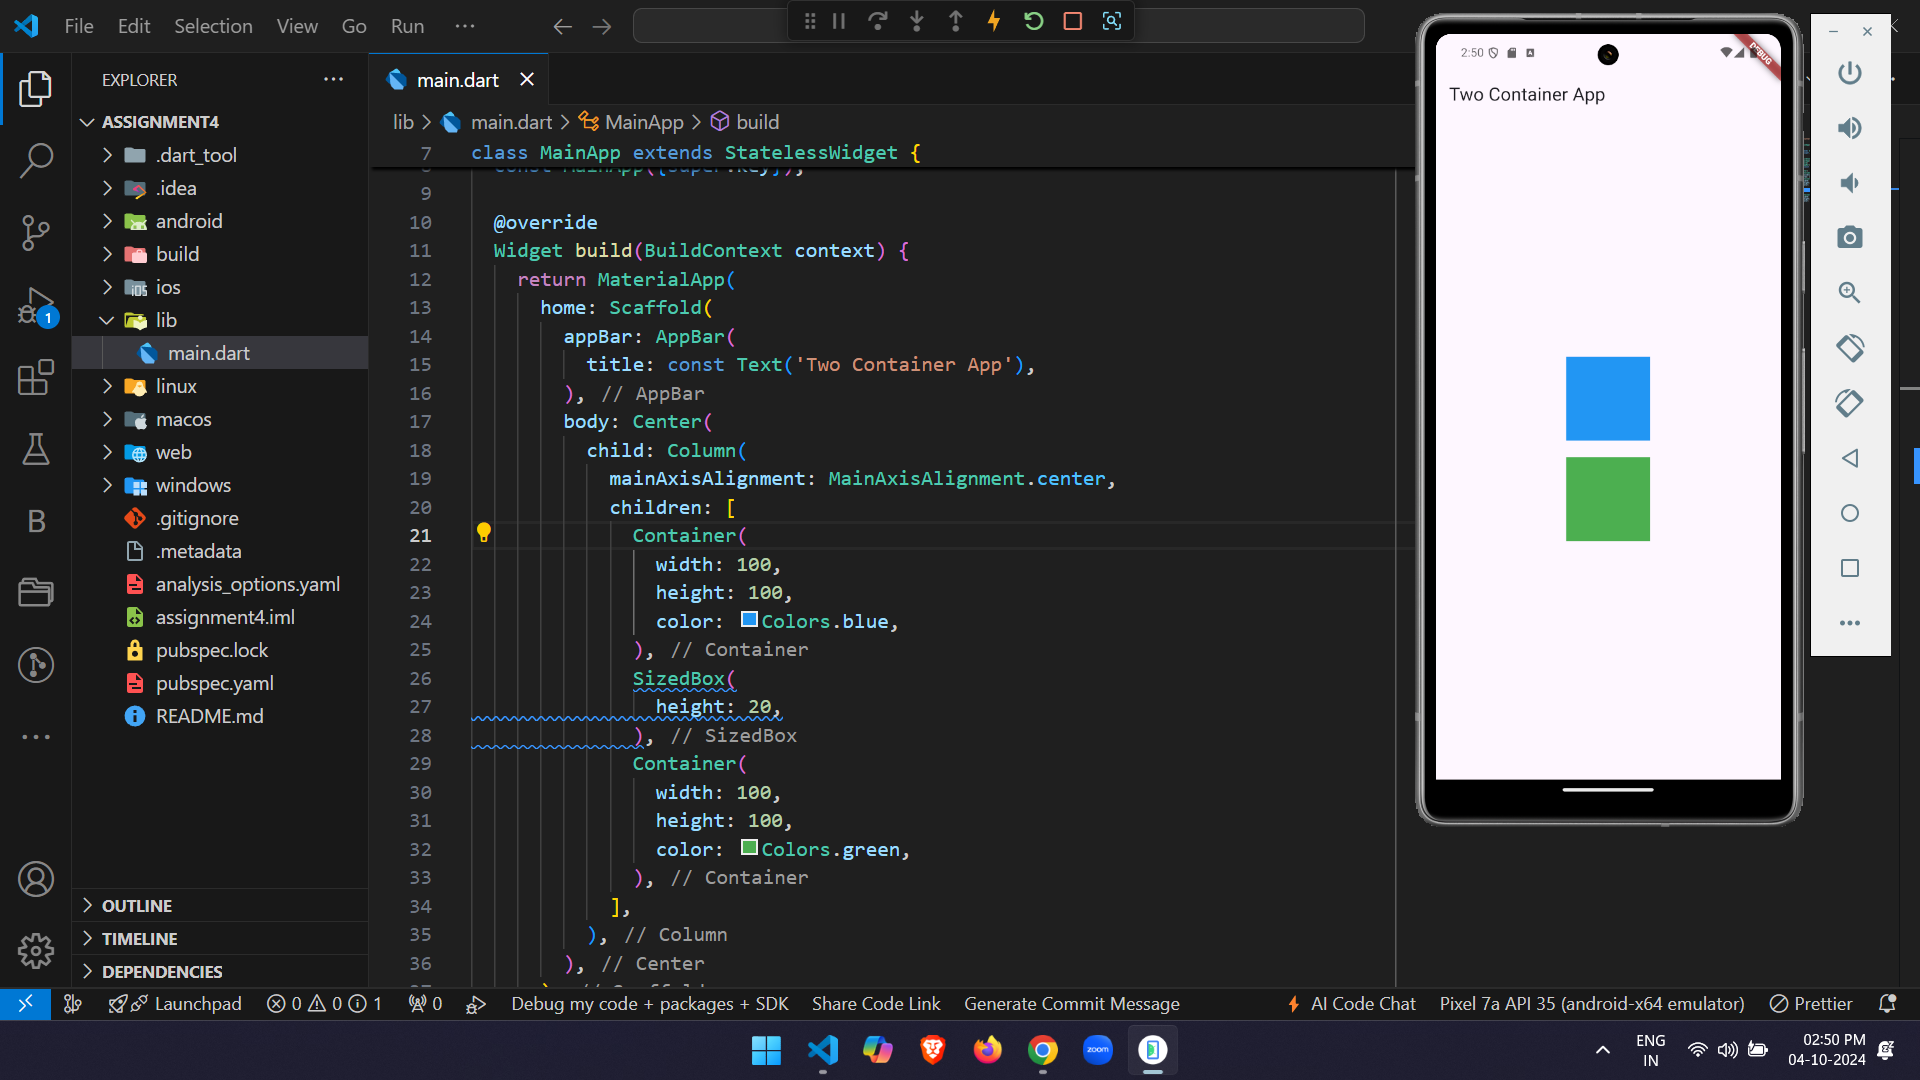 File Edit Selection View Go Run ···
EXPLORER
ASSIGNMENT4
.dart_tool
.idea
android
build
ios
lib
main.dart
linux
macos
web
windows
.gitignore
.metadata
analysis_options.yaml
assignment4.iml
pubspec.lock
pubspec.yaml
README.md
OUTLINE
TIMELINE
DEPENDENCIES
1
B
main.dart
lib > main.dart > MainApp > build
7 class MainApp extends StatelessWidget {
const MainApp({super.key});
9
10 @override
11 Widget build(BuildContext context) {
12 return MaterialApp(
13 home: Scaffold(
14 appBar: AppBar(
15 title: const Text('Two Container App'),
16 ), // AppBar
17 body: Center(
18 child: Column(
19 mainAxisAlignment: MainAxisAlignment.center,
20 children: [
21 Container(
22 width: 100,
23 height: 100,
24 color: Colors.blue,
25 ), // Container
26 SizedBox(
27 height: 20,
28 ), // SizedBox
29 Container(
30 width: 100,
31 height: 100,
32 color: Colors.green,
33 ), // Container
34 ],
35 ), // Column
36 ), // Center
2:50
DEBUG
Two Container App
Launchpad 0 0 1 0 Debug my code + packages + SDK Share Code Link Generate Commit Message AI Code Chat Pixel 7a API 35 (android-x64 emulator) Prettier
zoom
ENG
IN
02:50 PM
04-10-2024